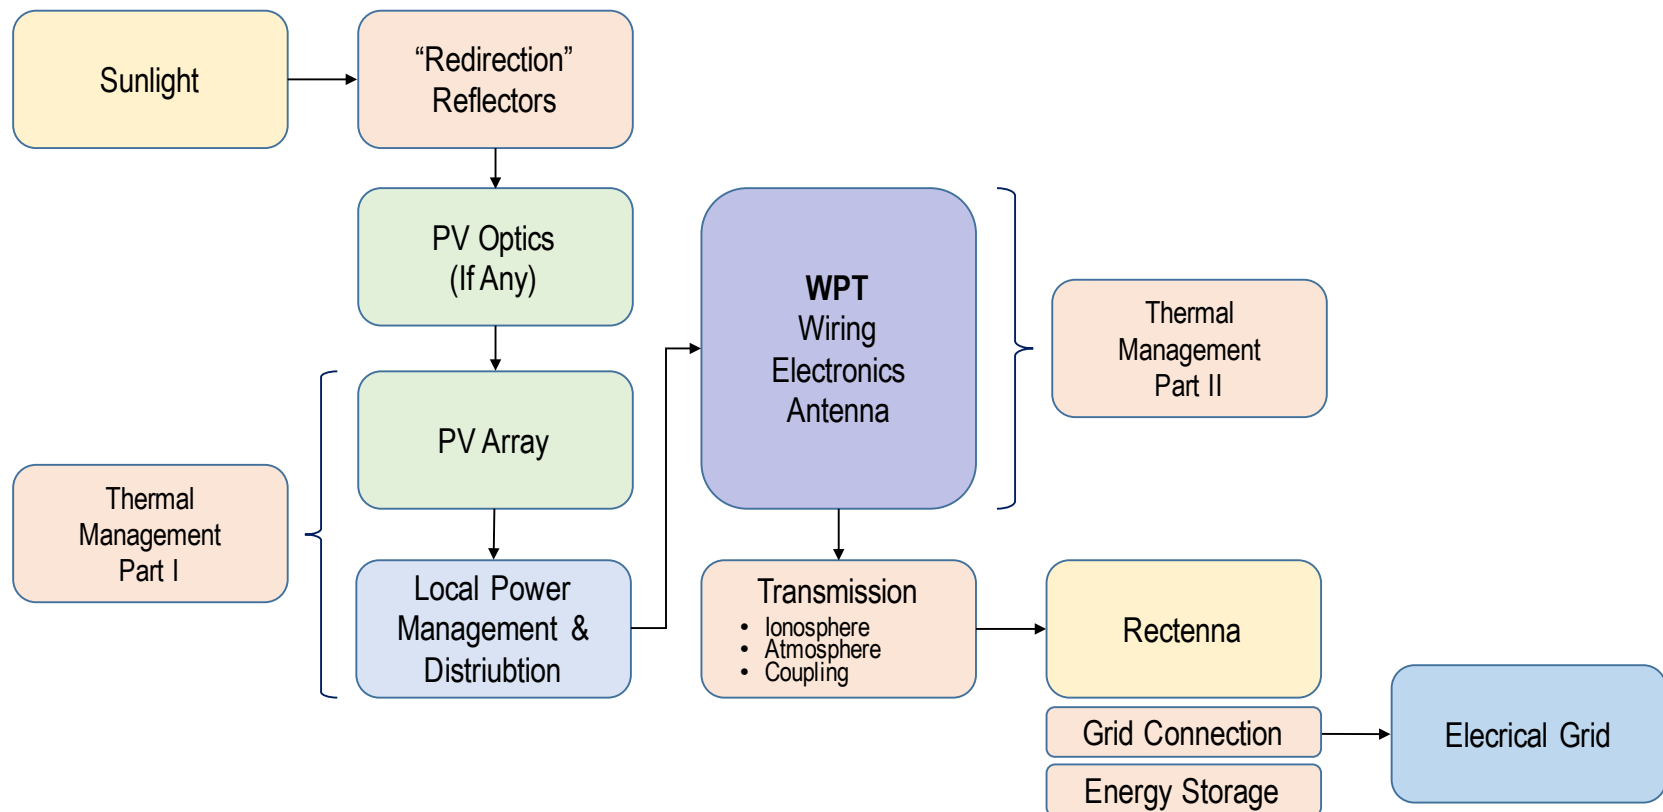 Sunlight
“Redirection”
Reflectors
PV Optics
(If Any)
PV Array
Thermal
Management
Part I
Local Power
Management &
Distriubtion
WPT
Wiring
Electronics
Antenna
Thermal
Management
Part II
Transmission
• Ionosphere
• Atmosphere
• Coupling
Rectenna
Grid Connection
Energy Storage
Elecrical Grid